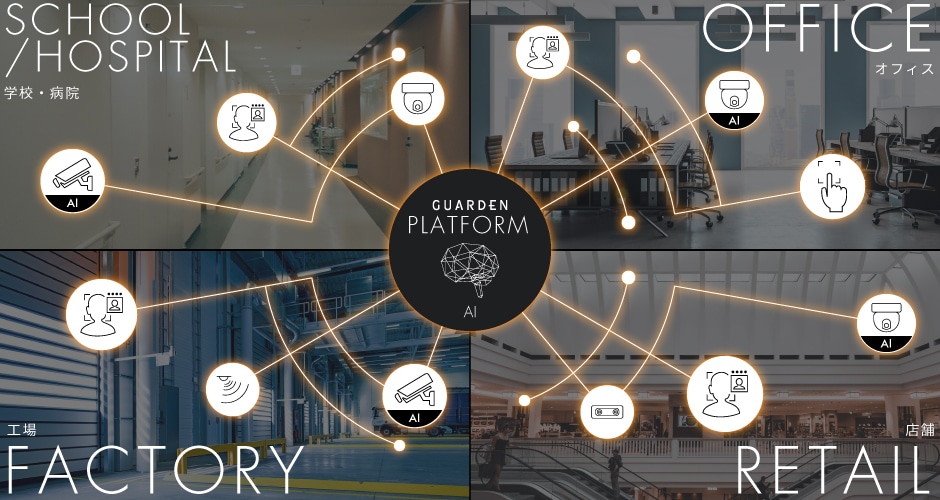 SCHOOL
/HOSPITAL
学校・病院
AI
OFFICE
オフィス
AI
GUARDEN
PLATFORM
AI
AI
工場
FACTORY
AI
店舗
RETAIL